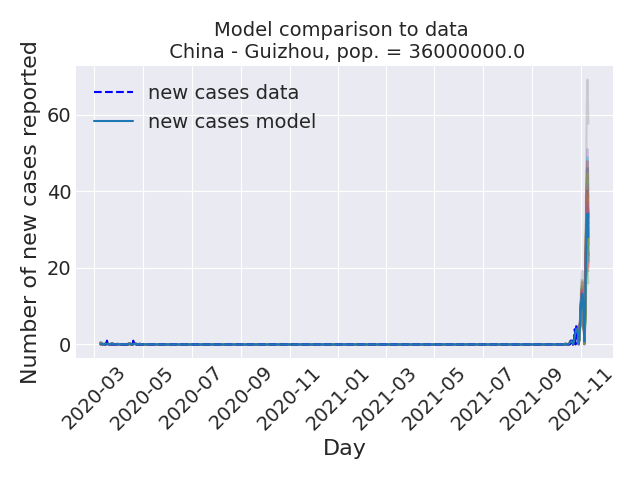 Model comparison to data
China - Guizhou, pop. = 36000000.0
new cases data
new cases model
Number of new cases reported
60
40
20
0
2020-03
2020-05
2020-07
2020-09
2020-11
2021-01
2021-03
2021-05
2021-07
2021-09
2021-11
Day